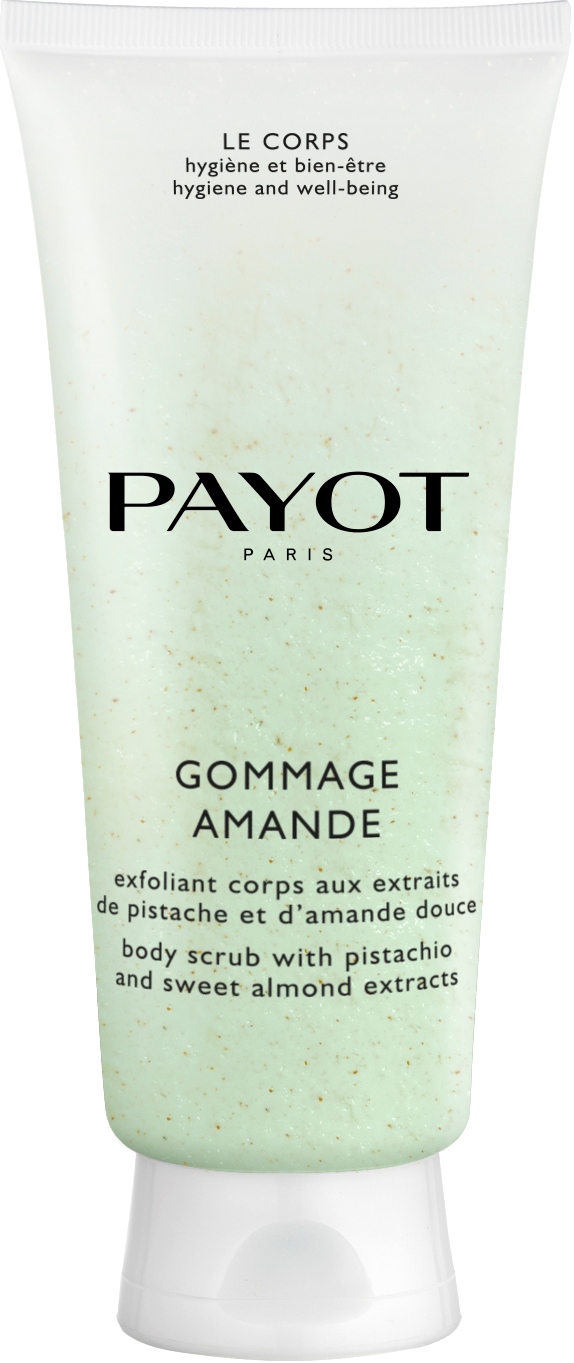 LE CORPS
hygiène et bien-être
hygiene and well-being
PAYOT
PARIS
GOMMAGE
AMANDE
exfoliant corps aux extraits
de pistache et d'amande douce
body scrub with pistachio
and sweet almond extracts